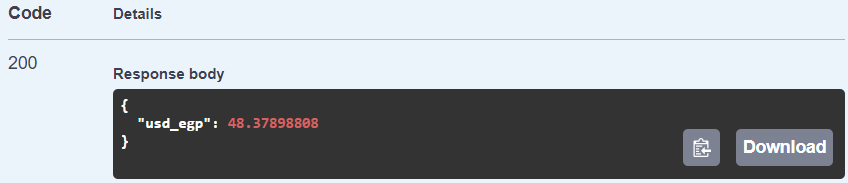 Code Details
200
Response body
{
  "usd_egp": 48.37898808
}
Download